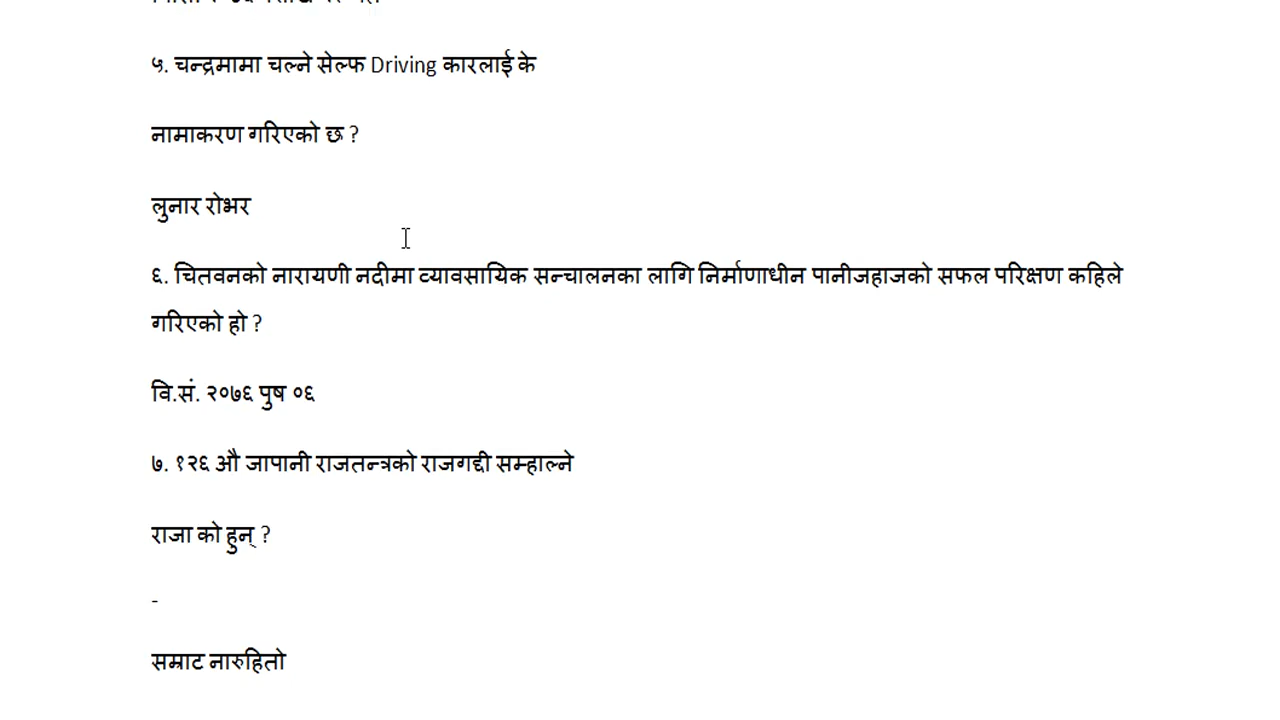 ५. चन्द्रमामा चल्ने सेल्फ Driving कारलाई के
नामाकरण गरिएको छ ?
लुनार रोभर
६. चितवनको नारायणी नदीमा व्यावसायिक सन्चालनका लागि निर्माणाधीन पानीजहाजको सफल परिक्षण कहिले
गरिएको हो ?
वि.सं. २०७६ पुष ०६
७. १२६ औ जापानी राजतन्त्रको राजगद्दी सम्हाल्ने
राजा को हुन् ?
-
सम्राट नारुहितो